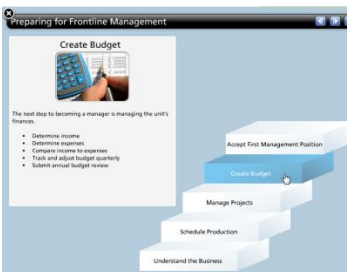 Preparing for Frontline Management
Create Budget
The next step to becoming a manager is managing the unit's
finances.
• Determine income
• Determine expenses
• Compare income to expenses
• Track and adjust budget quarterly
• Submit annual budget review
Accept First Management Position
Create Budget
Manage Projects
Schedule Production
Understand the Business